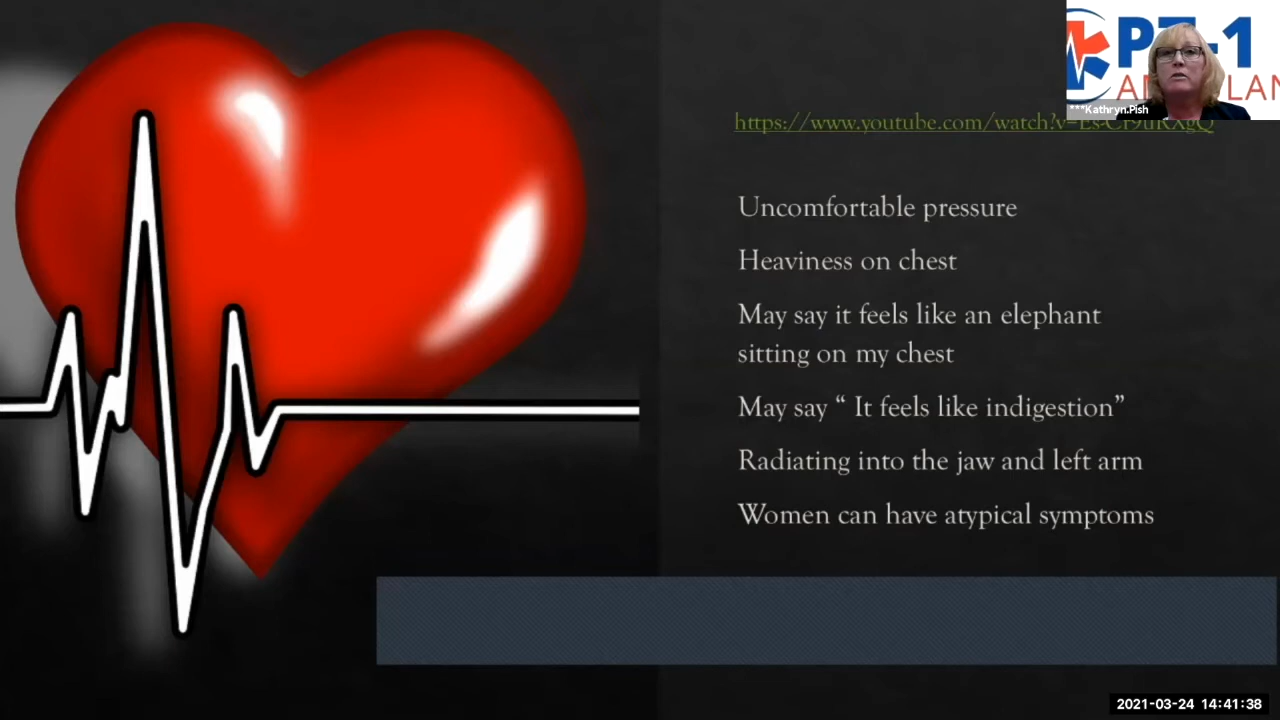 ***Kathryn.Pish
Uncomfortable pressure
Heaviness on chest
May say it feels like an elephant
sitting on my chest
May say “ It feels like indigestion”
Radiating into the jaw and left arm
Women can have atypical symptoms
2021-03-24 14:41:38